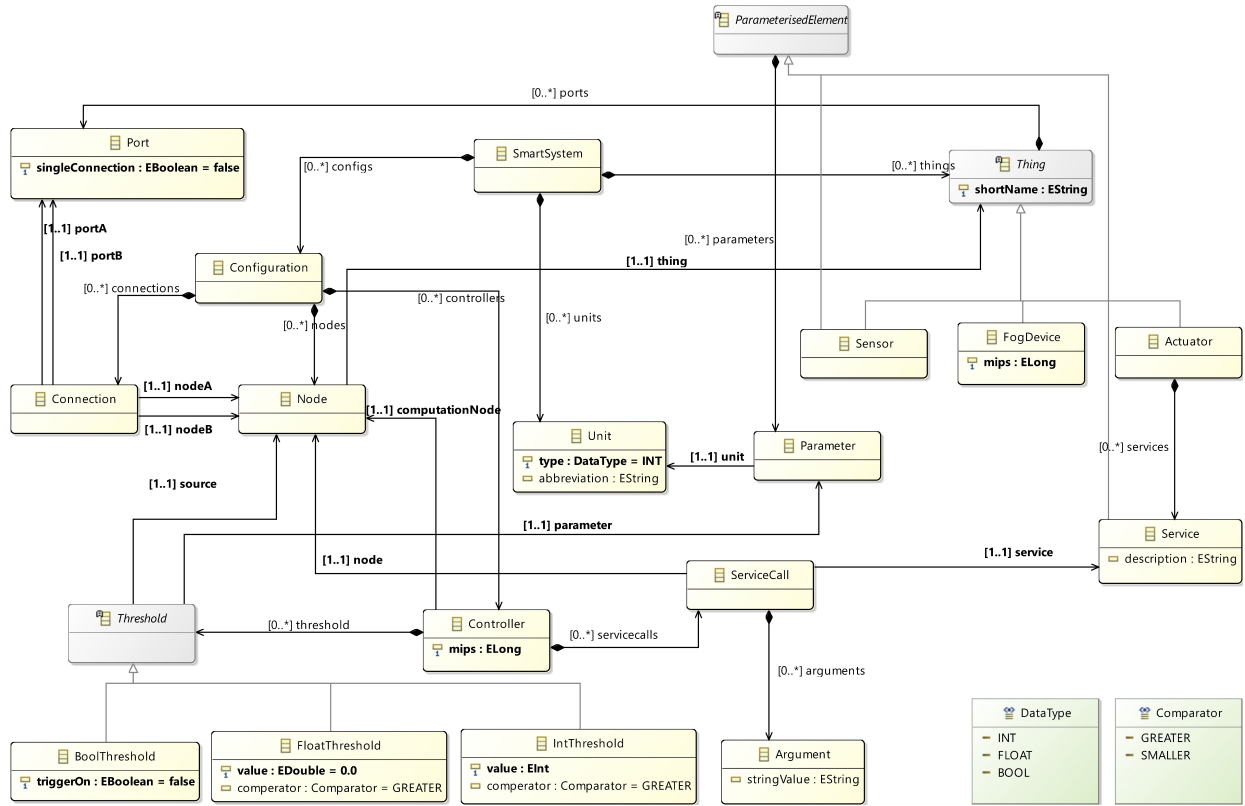 ParameterisedElement
[0..*] ports
Port
singleConnection : EBoolean = false
SmartSystem
[0..*] configs
[0..*] things
Thing
shortName : EString
[1..1] portA
[1..1] portB
[0..*] parameters
Configuration
[1..1] thing
[0..*] connections
[0..*] controllers
[0..*] nodes
[0..*] units
Sensor
FogDevice
mips : ELong
Actuator
Connection
[1..1] nodeA
[1..1] nodeB
Node
[1..1] computationNode
Unit
type : DataType = INT
abbreviation : EString
[1..1] unit
Parameter
[0..*] services
[1..1] source
[1..1] parameter
Service
description : EString
[1..1] node
[1..1] service
ServiceCall
Threshold
[0..*] threshold
Controller
mips : ELong
[0..*] servicecalls
[0..*] arguments
BoolThreshold
triggerOn : EBoolean = false
FloatThreshold
value : EDouble = 0.0
comperator : Comparator = GREATER
IntThreshold
value : EInt
comperator : Comparator = GREATER
Argument
stringValue : EString
DataType
INT
FLOAT
BOOL
Comparator
GREATER
SMALLER